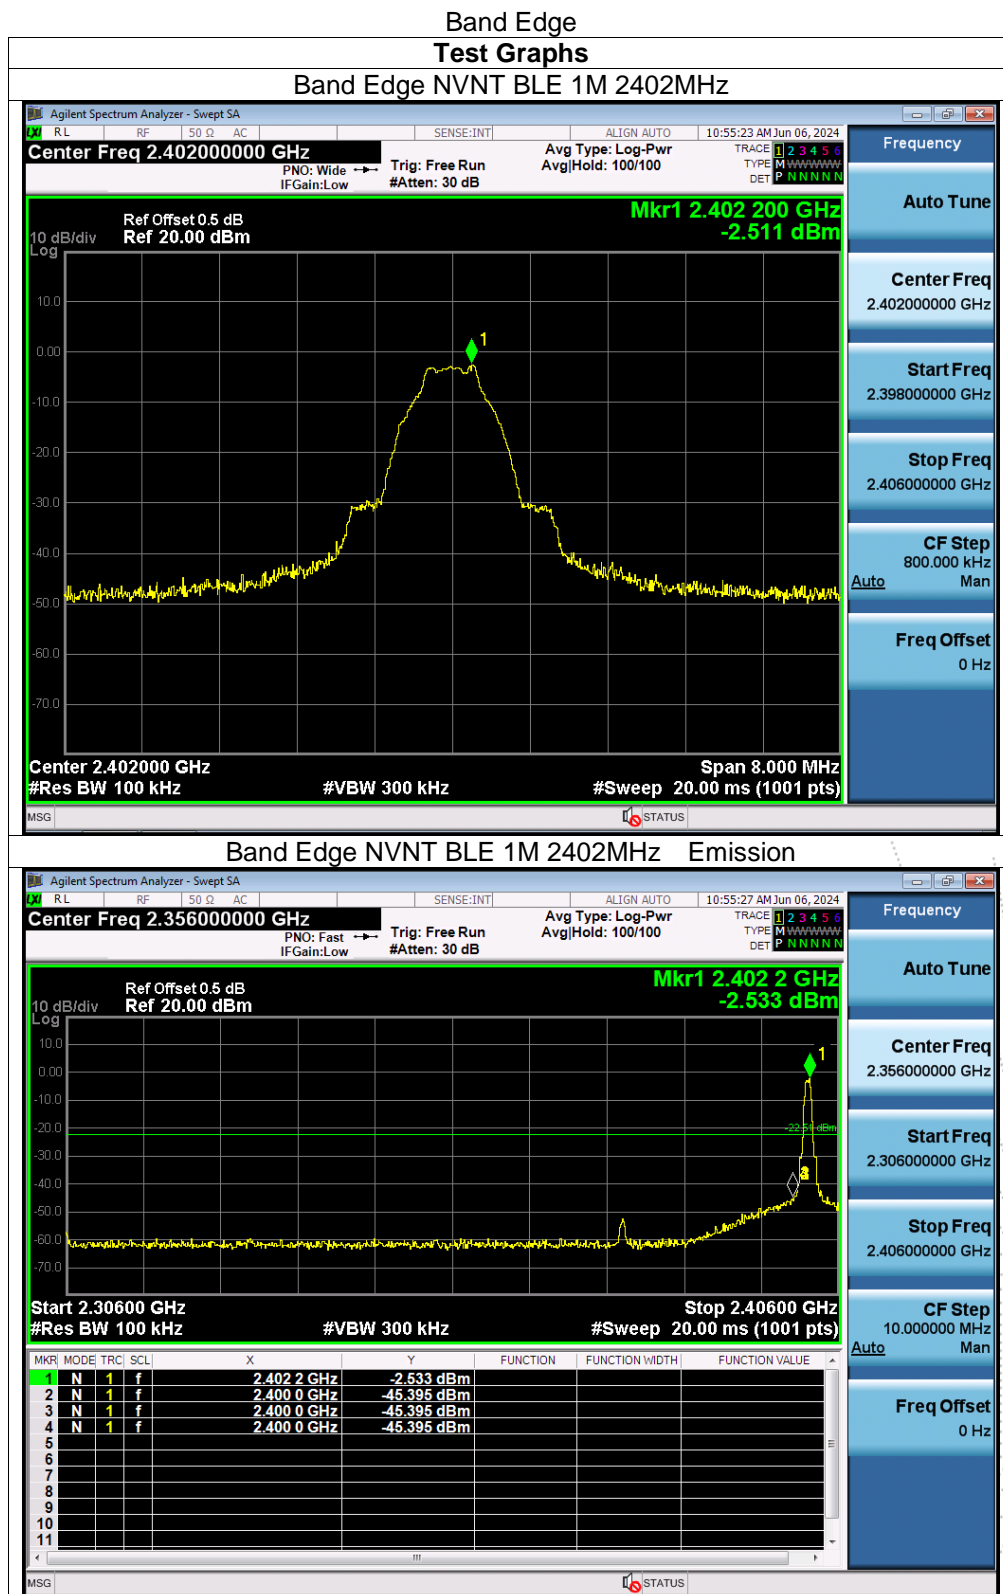 Band Edge
Test Graphs
Band Edge NVNT BLE 1M 2402MHz
Agilent Spectrum Analyzer - Swept SA
LXI RL RF 50 Ω AC SENSE:INT ALIGN AUTO 10:55:23 AM Jun 06, 2024
Center Freq 2.402000000 GHz
PNO: Wide
IFGain:Low
Trig: Free Run
#Atten: 30 dB
Avg Type: Log-Pwr
Avg|Hold: 100/100
TRACE 1 2 3 4 5 6
TYPE M WWWWW
DET P N N N N N
Frequency
Auto Tune
Center Freq
2.402000000 GHz
Start Freq
2.398000000 GHz
Stop Freq
2.406000000 GHz
CF Step
800.000 kHz
Auto Man
Freq Offset
0 Hz
Mkr1 2.402 200 GHz
-2.511 dBm
Ref Offset 0.5 dB
10 dB/div Ref 20.00 dBm
Log
10.0
0.00
-10.0
-20.0
-30.0
-40.0
-50.0
-60.0
-70.0
1
Center 2.402000 GHz Span 8.000 MHz
#Res BW 100 kHz #VBW 300 kHz #Sweep 20.00 ms (1001 pts)
MSG STATUS
Band Edge NVNT BLE 1M 2402MHz Emission
Agilent Spectrum Analyzer - Swept SA
LXI RL RF 50 Ω AC SENSE:INT ALIGN AUTO 10:55:27 AM Jun 06, 2024
Center Freq 2.356000000 GHz
PNO: Fast
IFGain:Low
Trig: Free Run
#Atten: 30 dB
Avg Type: Log-Pwr
Avg|Hold: 100/100
TRACE 1 2 3 4 5 6
TYPE M WWWWW
DET P N N N N N
Frequency
Auto Tune
Center Freq
2.356000000 GHz
Start Freq
2.306000000 GHz
Stop Freq
2.406000000 GHz
CF Step
10.000000 MHz
Auto Man
Freq Offset
0 Hz
Mkr1 2.402 2 GHz
-2.533 dBm
Ref Offset 0.5 dB
10 dB/div Ref 20.00 dBm
Log
10.0
0.00
-10.0
-20.0
-30.0
-40.0
-50.0
-60.0
-70.0
1
-22.51 dBm
Start 2.30600 GHz Stop 2.40600 GHz
#Res BW 100 kHz #VBW 300 kHz #Sweep 20.00 ms (1001 pts)
MKR MODE TRC SCL X Y FUNCTION FUNCTION WIDTH FUNCTION VALUE
1 N 1 f 2.402 2 GHz -2.533 dBm
2 N 1 f 2.400 0 GHz -45.395 dBm
3 N 1 f 2.400 0 GHz -45.395 dBm
4 N 1 f 2.400 0 GHz -45.395 dBm
5
6
7
8
9
10
11
MSG STATUS